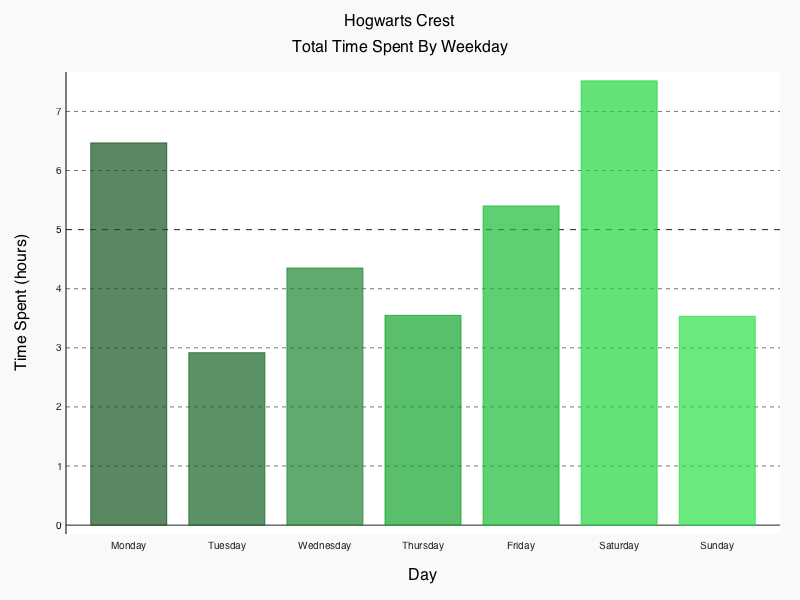 Hogwarts Crest
Total Time Spent By Weekday
Time Spent (hours)
7
6
5
4
3
2
1
0
Monday Tuesday Wednesday Thursday Friday Saturday Sunday
Day